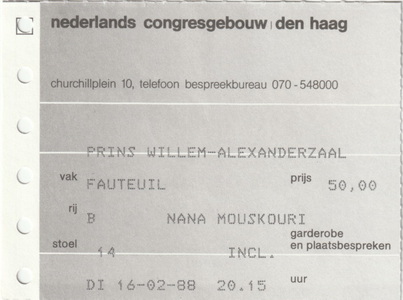 nederlands congresgebouw | den haag
churchillplein 10, telefoon bespreekbureau 070-548000
PRINS WILLEM-ALEXANDERZAAL
vak FAUTEUIL prijs 50,00
rij B NANA MOUSKOURI
garderobe
stoel 14 INCL. en plaatsbespreken
DI 16-02-88 20.15 uur